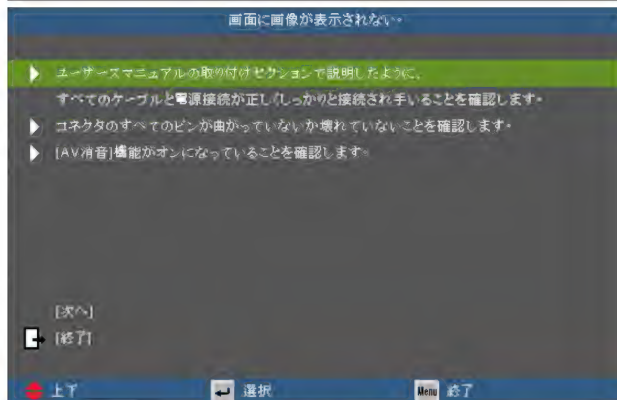 画面に画像が表示されない。
ユーザーズマニュアルの取り付けセクションで説明したように、
すべてのケーブルと電源接続が正しくしっかりと接続され手いることを確認します。
コネクタのすべてのピンが曲がっていないか壊れていないことを確認します。
[AV消音]機能がオンになっていることを確認します。
[次へ]
[終了]
上下 選択 Menu 終了